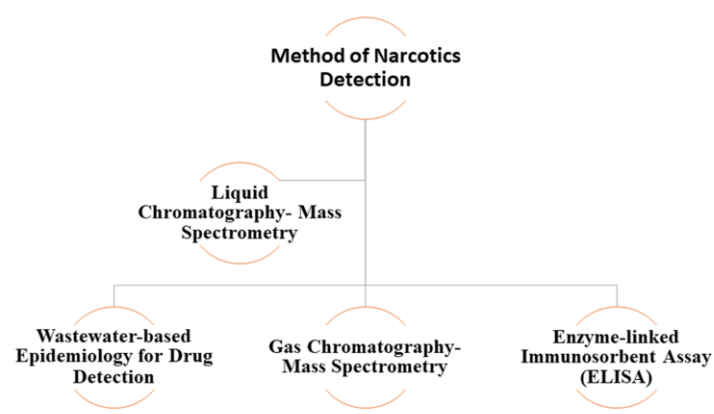 Method of Narcotics
Detection
Liquid
Chromatography- Mass
Spectrometry
Wastewater-based
Epidemiology for Drug
Detection
Gas Chromatography-
Mass Spectrometry
Enzyme-linked
Immunosorbent Assay
(ELISA)